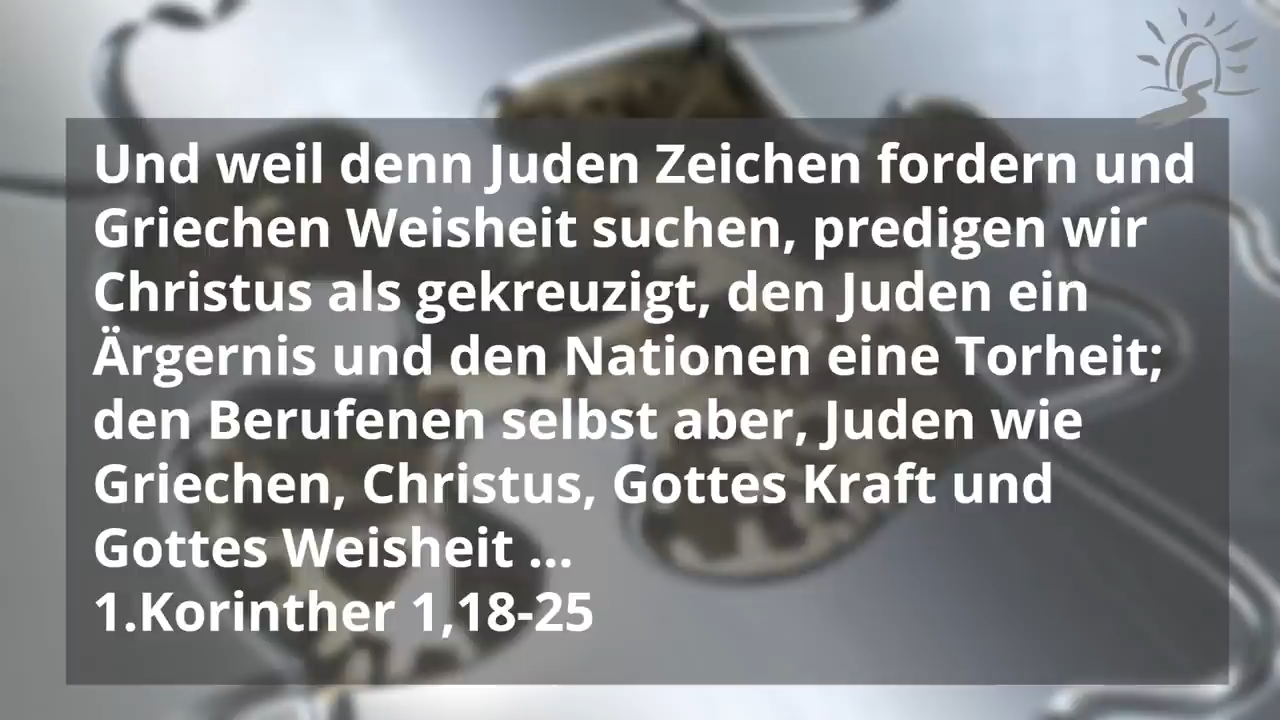 Und weil denn Juden Zeichen fordern und
Griechen Weisheit suchen, predigen wir
Christus als gekreuzigt, den Juden ein
Ärgernis und den Nationen eine Torheit;
den Berufenen selbst aber, Juden wie
Griechen, Christus, Gottes Kraft und
Gottes Weisheit ...
1.Korinther 1,18-25